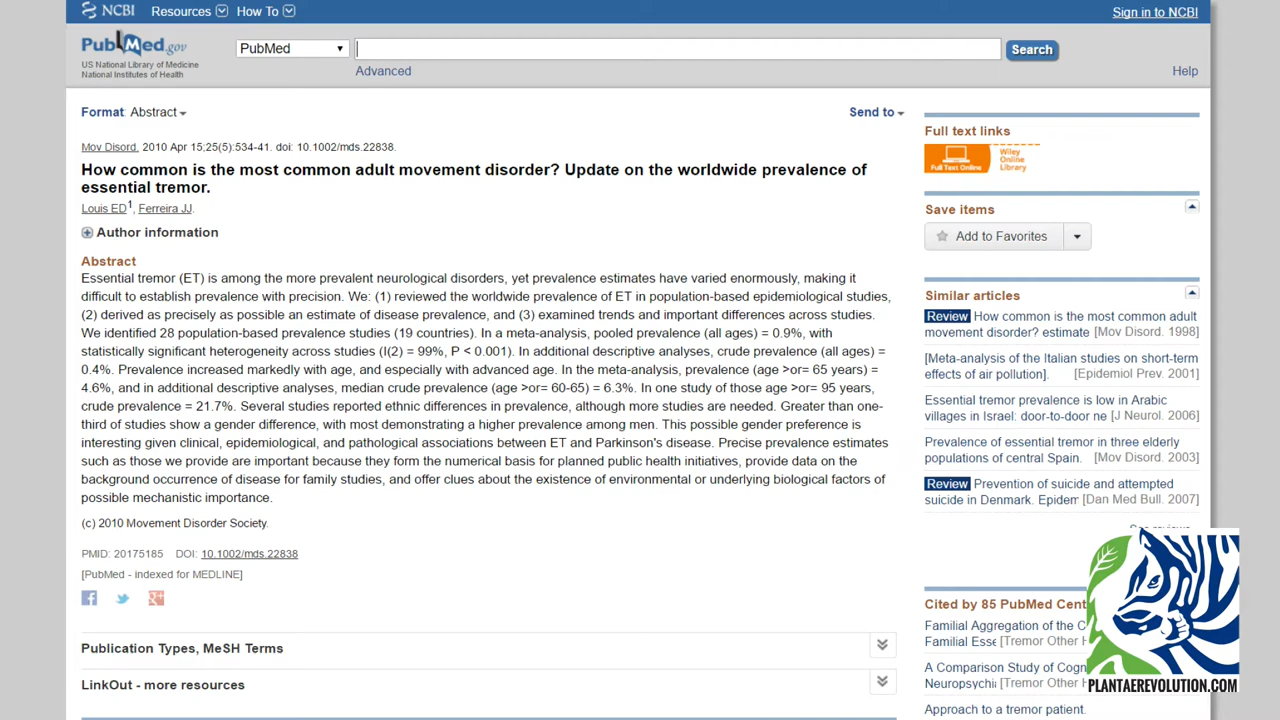 NCBI Resources How To Sign in to NCBI
PubMed.gov
US National Library of Medicine
National Institutes of Health
PubMed
Search
Advanced
Help
Format: Abstract
Send to
Mov Disord. 2010 Apr 15;25(5):534-41. doi: 10.1002/mds.22838.
How common is the most common adult movement disorder? Update on the worldwide prevalence of
essential tremor.
Louis ED1, Ferreira JJ.
Author information
Abstract
Essential tremor (ET) is among the more prevalent neurological disorders, yet prevalence estimates have varied enormously, making it
difficult to establish prevalence with precision. We: (1) reviewed the worldwide prevalence of ET in population-based epidemiological studies,
(2) derived as precisely as possible an estimate of disease prevalence, and (3) examined trends and important differences across studies.
We identified 28 population-based prevalence studies (19 countries). In a meta-analysis, pooled prevalence (all ages) = 0.9%, with
statistically significant heterogeneity across studies (I(2) = 99%, P < 0.001). In additional descriptive analyses, crude prevalence (all ages) =
0.4%. Prevalence increased markedly with age, and especially with advanced age. In the meta-analysis, prevalence (age >or= 65 years) =
4.6%, and in additional descriptive analyses, median crude prevalence (age >or= 60-65) = 6.3%. In one study of those age >or= 95 years,
crude prevalence = 21.7%. Several studies reported ethnic differences in prevalence, although more studies are needed. Greater than one-
third of studies show a gender difference, with most demonstrating a higher prevalence among men. This possible gender preference is
interesting given clinical, epidemiological, and pathological associations between ET and Parkinson's disease. Precise prevalence estimates
such as those we provide are important because they form the numerical basis for planned public health initiatives, provide data on the
background occurrence of disease for family studies, and offer clues about the existence of environmental or underlying biological factors of
possible mechanistic importance.
(c) 2010 Movement Disorder Society.
PMID: 20175185 DOI: 10.1002/mds.22838
[PubMed - indexed for MEDLINE]
Publication Types, MeSH Terms
LinkOut - more resources
Full text links
Full Text Online
Wiley
Online
Library
Save items
Add to Favorites
Similar articles
Review How common is the most common adult
movement disorder? estimate [Mov Disord. 1998]
[Meta-analysis of the Italian studies on short-term
effects of air pollution]. [Epidemiol Prev. 2001]
Essential tremor prevalence is low in Arabic
villages in Israel: door-to-door ne [J Neurol. 2006]
Prevalence of essential tremor in three elderly
populations of central Spain. [Mov Disord. 2003]
Review Prevention of suicide and attempted
suicide in Denmark. Epidem [Dan Med Bull. 2007]
See reviews
Cited by 85 PubMed Cent
Familial Aggregation of the C
Familial Esse [Tremor Other H
A Comparison Study of Cogn
Neuropsychi [Tremor Other H
Approach to a tremor patient.
PLANTAEREVOLUTION.COM